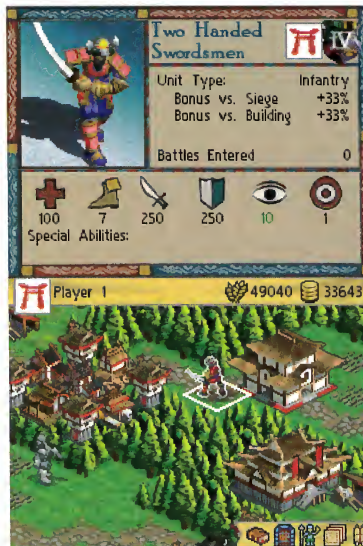 Two Handed
Swordsmen
IV
Unit Type: Infantry
Bonus vs. Siege +33%
Bonus vs. Building +33%
Battles Entered 0
100 7 250 250 10 1
Special Abilities:
Player 1 49040 33643